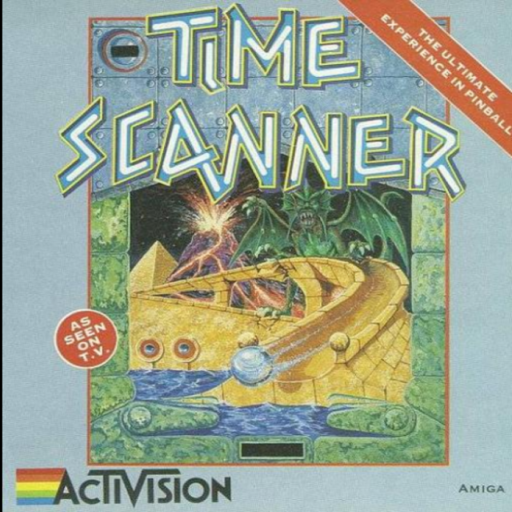 TIME
SCANNER
THE ULTIMATE
EXPERIENCE IN PINBALL
AS
SEEN
ON
T.V.
ACTIVISION
AMIGA